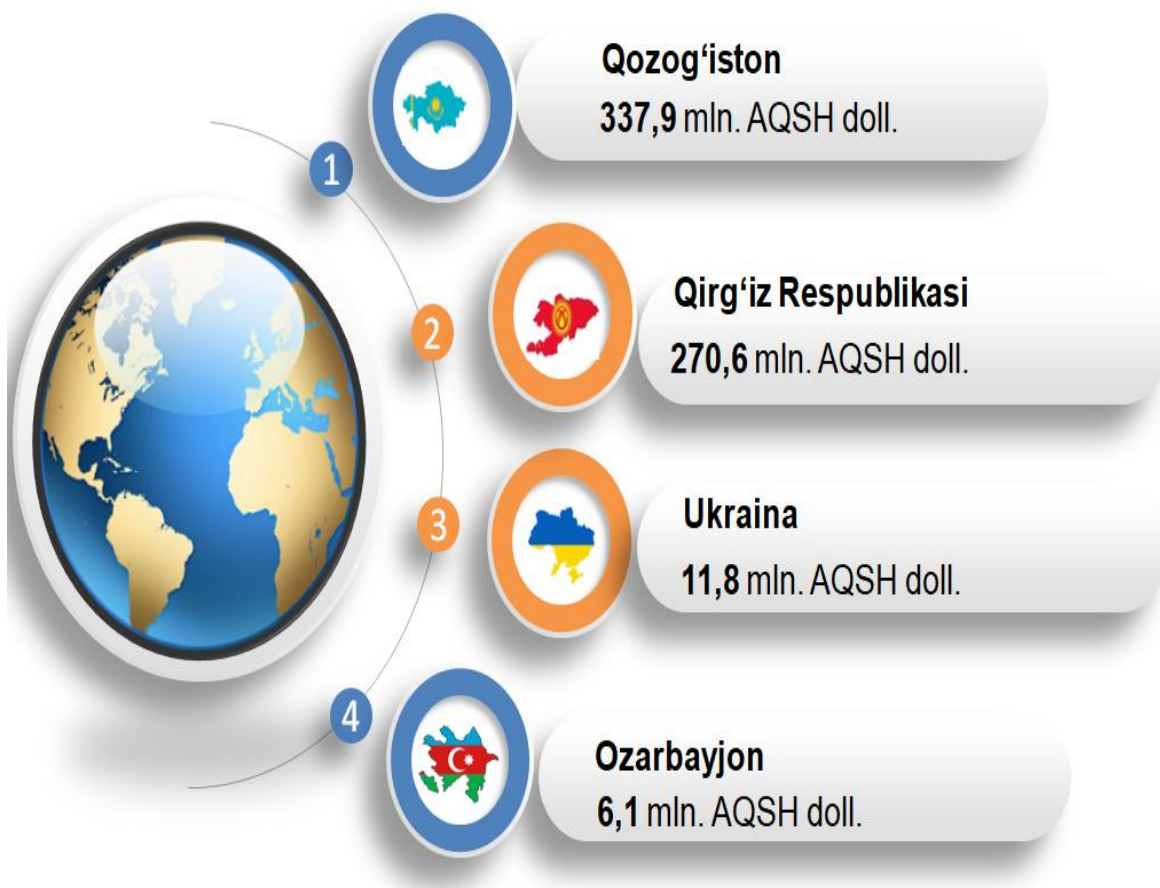 1
Qozog‘iston
337,9 mln. AQSH doll.
2
Qirg‘iz Respublikasi
270,6 mln. AQSH doll.
3
Ukraina
11,8 mln. AQSH doll.
4
Ozarbayjon
6,1 mln. AQSH doll.